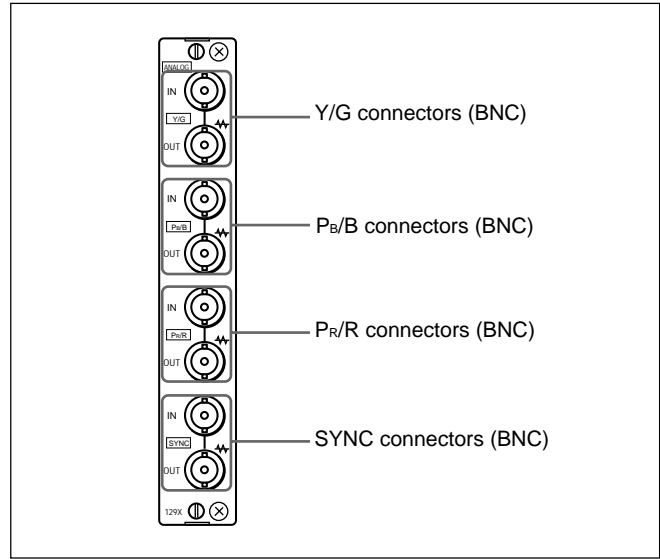 ANALOG
IN
Y/G
OUT
Y/G connectors (BNC)
IN
PB/B
OUT
PB/B connectors (BNC)
IN
PR/R
OUT
PR/R connectors (BNC)
IN
SYNC
OUT
SYNC connectors (BNC)
129X